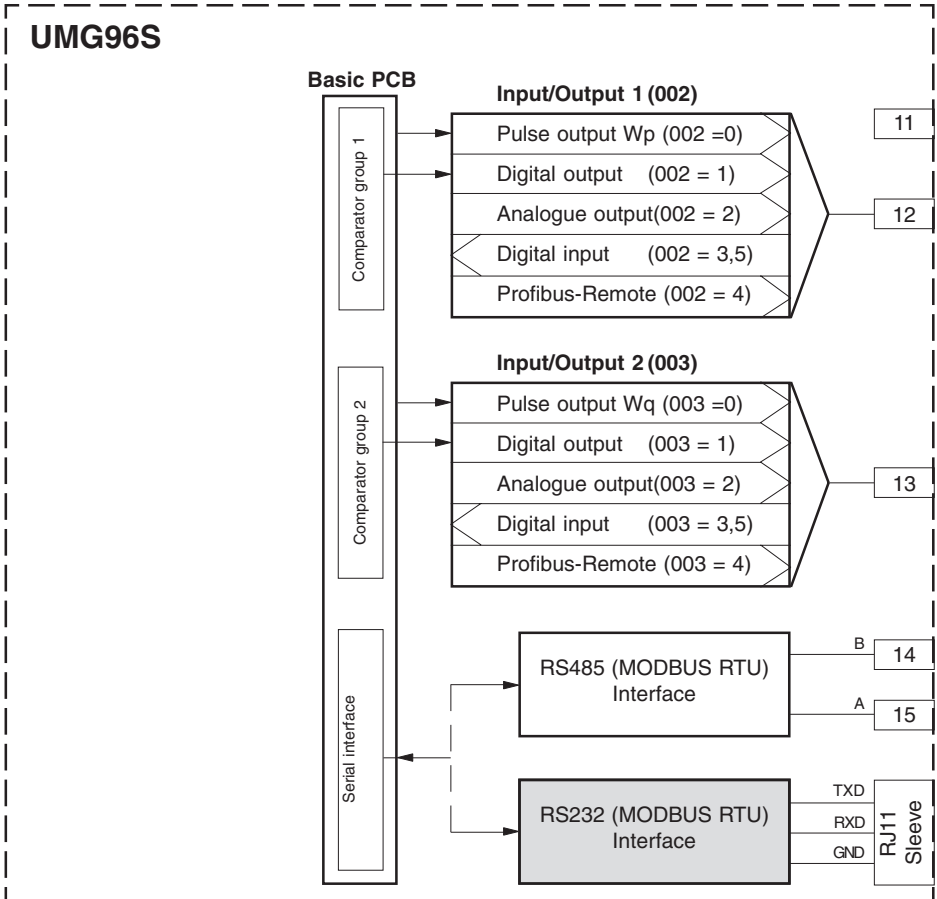 UMG96S
Basic PCB
Comparator group 1
Input/Output 1 (002)
Pulse output Wp (002 =0)
Digital output (002 = 1)
Analogue output(002 = 2)
Digital input (002 = 3,5)
Profibus-Remote (002 = 4)
11
12
Comparator group 2
Input/Output 2 (003)
Pulse output Wq (003 =0)
Digital output (003 = 1)
Analogue output(003 = 2)
Digital input (003 = 3,5)
Profibus-Remote (003 = 4)
13
Serial interface
RS485 (MODBUS RTU)
Interface
B
14
A
15
RS232 (MODBUS RTU)
Interface
TXD
RXD
GND
RJ11
Sleeve